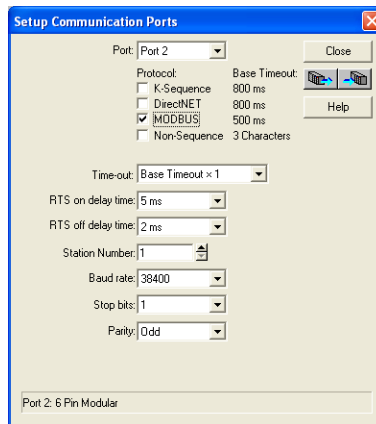 Setup Communication Ports
Port: Port 2 Close
Protocol: Base Timeout:
K-Sequence 800 ms
DirectNET 800 ms
MODBUS 500 ms
Help
Non-Sequence 3 Characters
Time-out: Base Timeout × 1
RTS on delay time: 5 ms
RTS off delay time: 2 ms
Station Number: 1
Baud rate: 38400
Stop bits: 1
Parity: Odd
Port 2: 6 Pin Modular